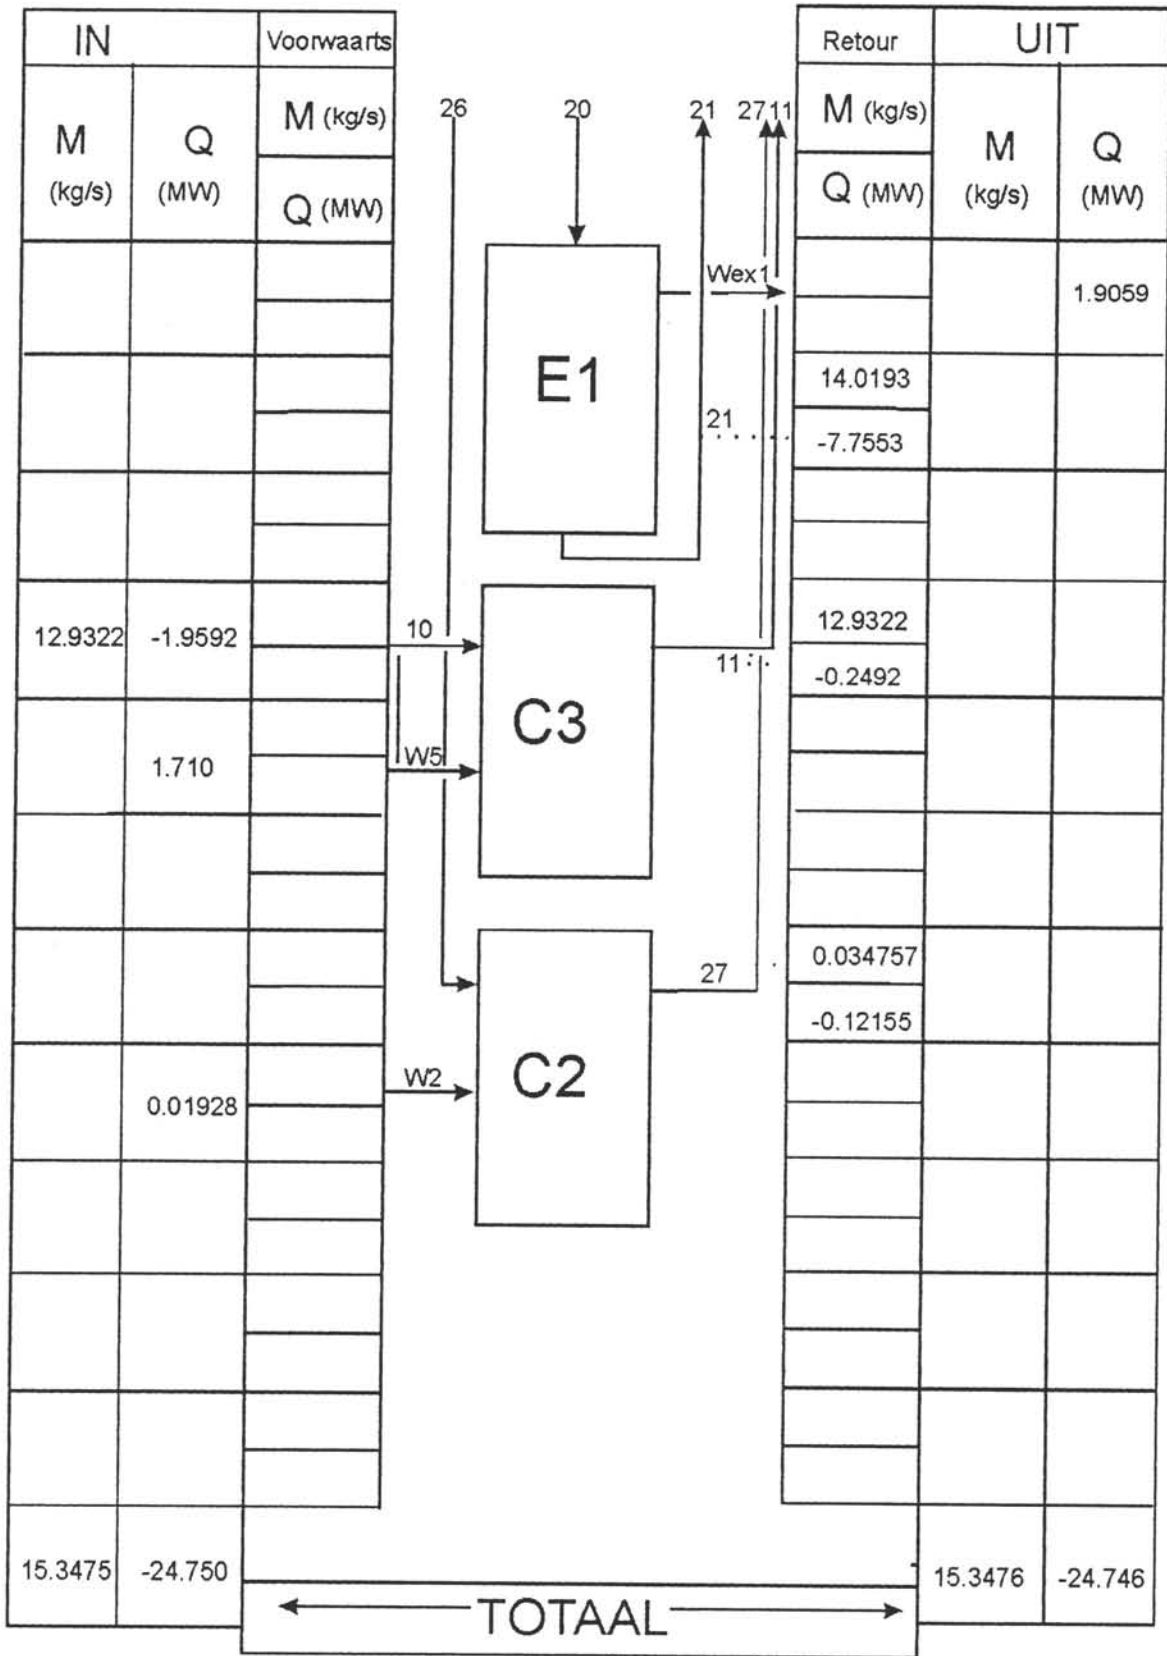 IN Voorwaarts Retour UIT
M (kg/s) 26 20 21 27 11 M (kg/s)
M Q M Q
(kg/s) (MW) Q (MW) Q (MW) (kg/s) (MW)
Wex1 1.9059
E1
14.0193
21
-7.7553
12.9322 -1.9592 10 12.9322
11
-0.2492
C3
W5
1.710
0.034757
27
-0.12155
C2
W2
0.01928
15.3475 -24.750 15.3476 -24.746
TOTAAL